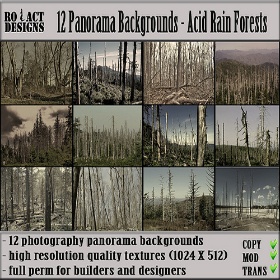 RO&ACT
DESIGNS
12 Panorama Backgrounds - Acid Rain Forests
- 12 photography panorama backgrounds
- high resolution quality textures (1024 X 512)
- full perm for builders and designers
COPY
MOD
TRANS